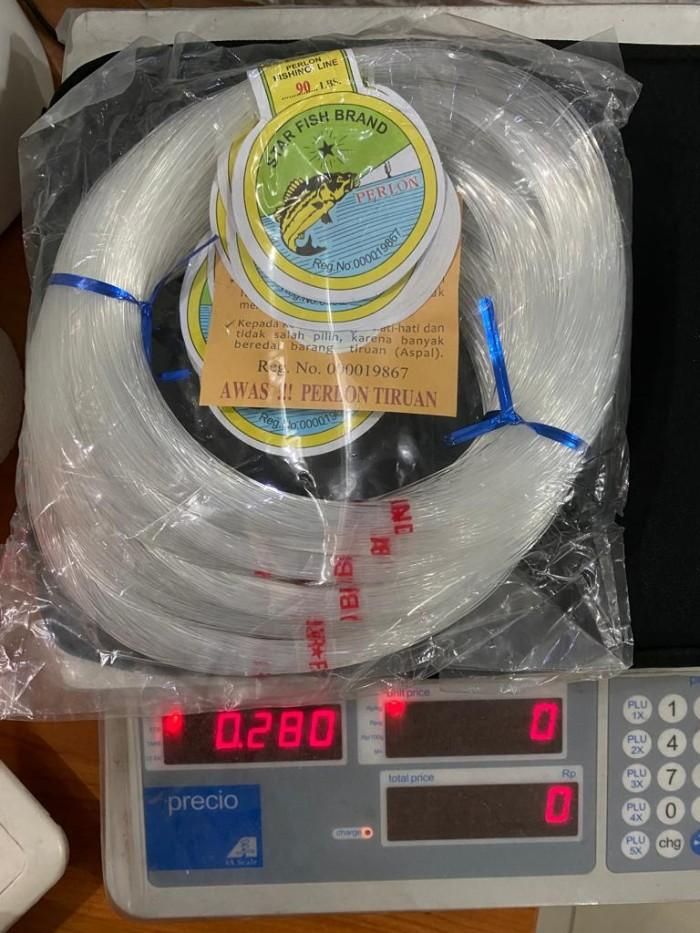 PERLON
FISHING LINE
90 LBS.
STAR FISH BRAND
PERLON
Reg.No.000019867
Kepada
ati-hati dan
tidak salah pilih, karena banyak
beredar barang tiruan (Aspal).
Reg. No. 000019867
AWAS !!! PERLON TIRUAN
0.280
unit price
0
total price Rp
0
precio
charge
PLU 1X
1
PLU 2X
4
PLU 3X
7
PLU 4X
0
PLU 5X
chg